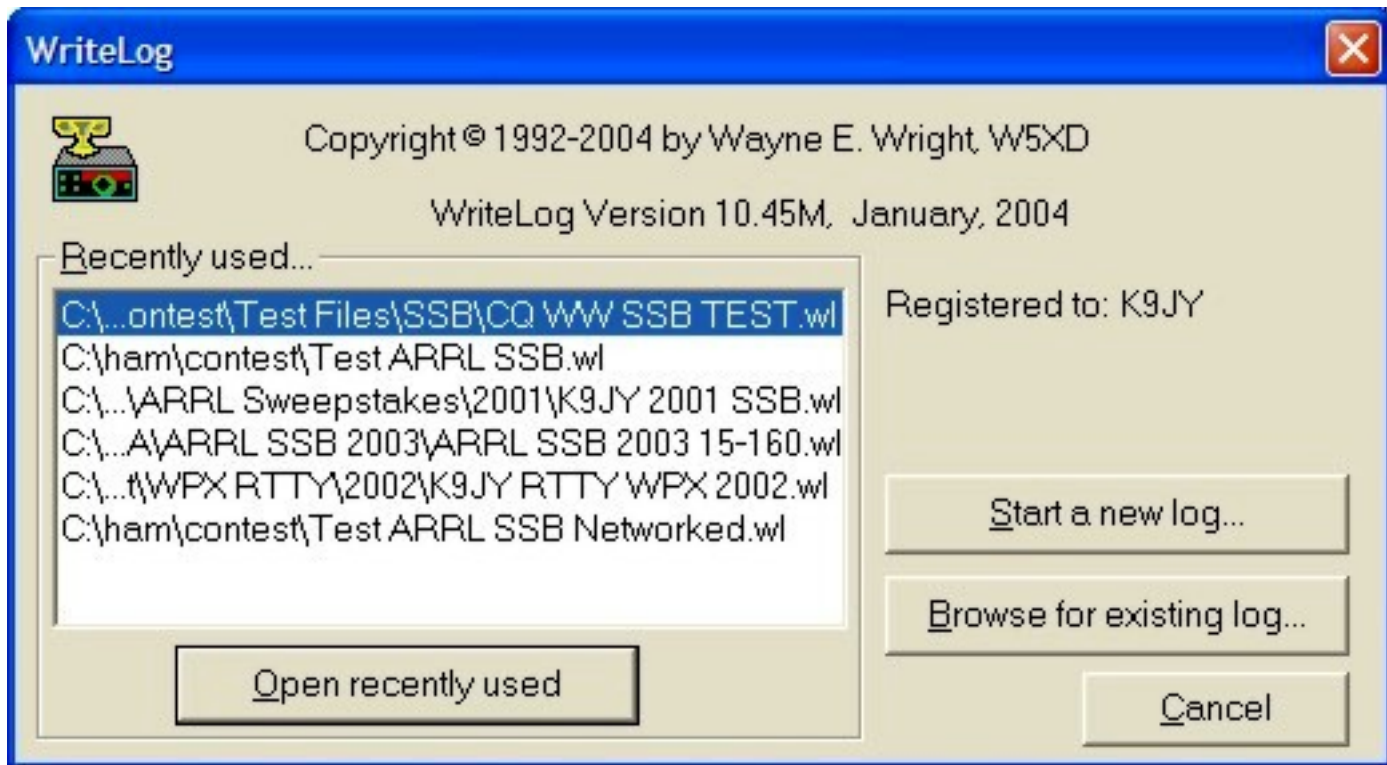 WriteLog
Copyright © 1992-2004 by Wayne E. Wright, W5XD
WriteLog Version 10.45M, January, 2004
Recently used...
C:\...ontest\Test Files\SSB\CQ WW SSB TEST.wl
C:\ham\contest\Test ARRL SSB.wl
C:\...\ARRL Sweepstakes\2001\K9JY 2001 SSB.wl
C:\...A\ARRL SSB 2003\ARRL SSB 2003 15-160.wl
C:\...t\WPX RTTY\2002\K9JY RTTY WPX 2002.wl
C:\ham\contest\Test ARRL SSB Networked.wl
Open recently used
Registered to: K9JY
Start a new log...
Browse for existing log...
Cancel